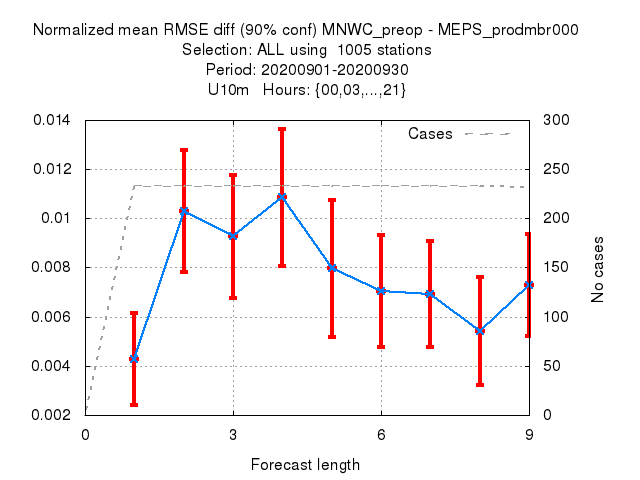 Normalized mean RMSE diff (90% conf) MNWC_preop - MEPS_prodmbr000
Selection: ALL using  1005 stations
Period: 20200901-20200930
U10m   Hours: {00,03,...,21}
0.014
0.012
0.01
0.008
0.006
0.004
0.002
Cases
300
250
200
150
100
50
0
No cases
0
3
6
9
Forecast length